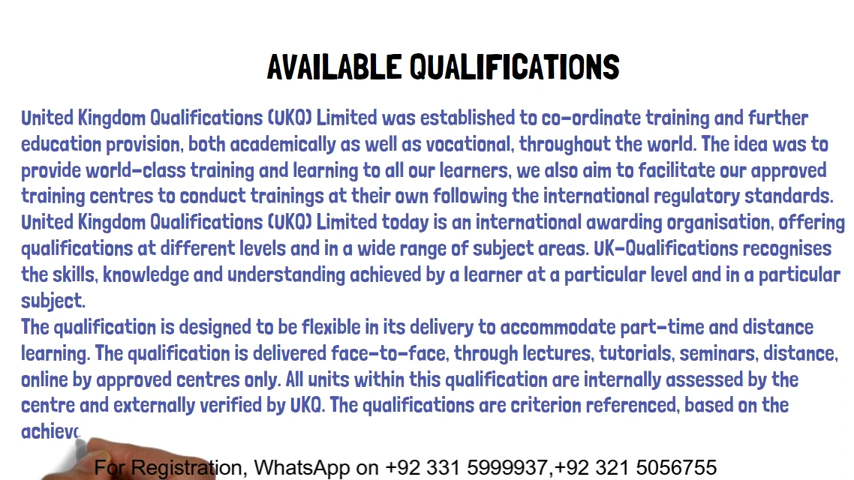 AVAILABLE QUALIFICATIONS
United Kingdom Qualifications (UKQ) Limited was established to co-ordinate training and further
education provision, both academically as well as vocational, throughout the world. The idea was to
provide world-class training and learning to all our learners, we also aim to facilitate our approved
training centres to conduct trainings at their own following the international regulatory standards.
United Kingdom Qualifications (UKQ) Limited today is an international awarding organisation, offering
qualifications at different levels and in a wide range of subject areas. UK-Qualifications recognises
the skills, knowledge and understanding achieved by a learner at a particular level and in a particular
subject.
The qualification is designed to be flexible in its delivery to accommodate part-time and distance
learning. The qualification is delivered face-to-face, through lectures, tutorials, seminars, distance,
online by approved centres only. All units within this qualification are internally assessed by the
centre and externally verified by UKQ. The qualifications are criterion referenced, based on the
For Registration, WhatsApp on +92 331 5999937,+92 321 5056755